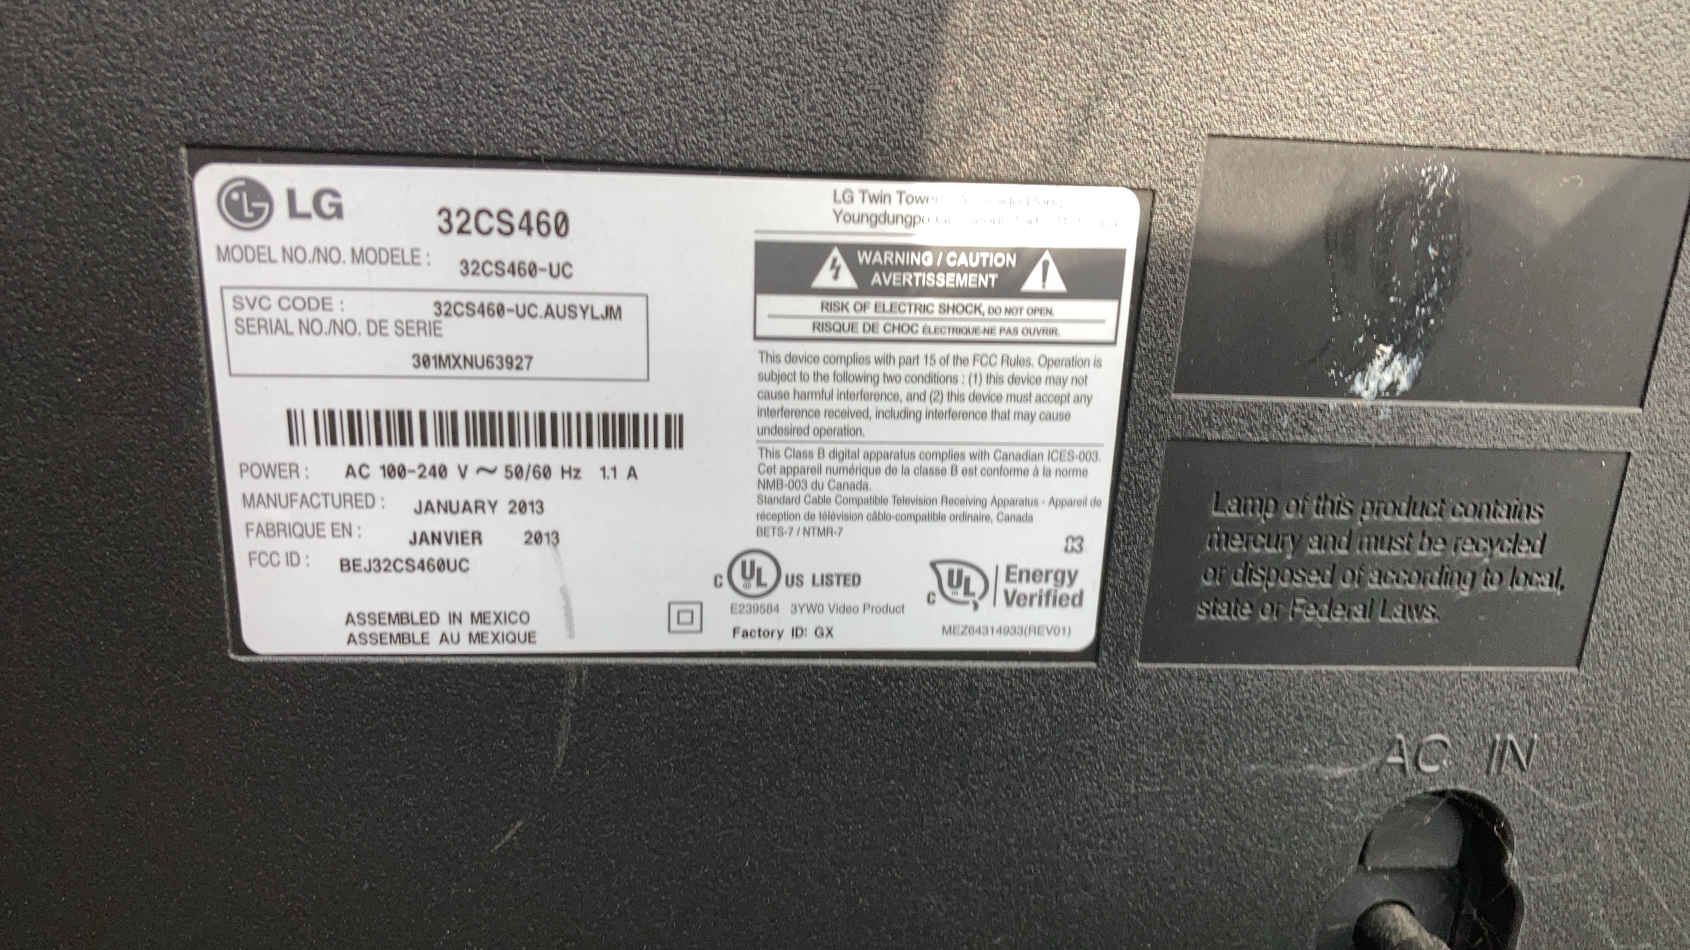 LG
32CS460
MODEL NO./NO. MODELE : 32CS460-UC
SVC CODE : 32CS460-UC.AUSYLJM
SERIAL NO./NO. DE SERIE
301MXNU63927
POWER : AC 100-240 V ~ 50/60 Hz 1.1 A
MANUFACTURED : JANUARY 2013
FABRIQUE EN : JANVIER 2013
FCC ID : BEJ32CS460UC
ASSEMBLED IN MEXICO
ASSEMBLE AU MEXIQUE
LG Twin
WARNING / CAUTION
AVERTISSEMENT
RISK OF ELECTRIC SHOCK, DO NOT OPEN.
RISQUE DE CHOC ÉLECTRIQUE-NE PAS OUVRIR.
This device complies with part 15 of the FCC Rules. Operation is
subject to the following two conditions : (1) this device may not
cause harmful interference, and (2) this device must accept any
interference received, including interference that may cause
undesired operation.
This Class B digital apparatus complies with Canadian ICES-003.
Cet appareil numérique de la classe B est conforme à la norme
NMB-003 du Canada.
Standard Cable Compatible Television Receiving Apparatus - Appareil de
réception de télévision câblo-compatible ordinaire, Canada
BETS-7 / NTMR-7
03
C UL US LISTED
E239584 3YW0 Video Product
Factory ID: GX
C UL Energy
Verified
MEZ64314933(REV01)
Lamp of this product contains
mercury and must be recycled
or disposed of according to local,
state or Federal Laws.
AC IN